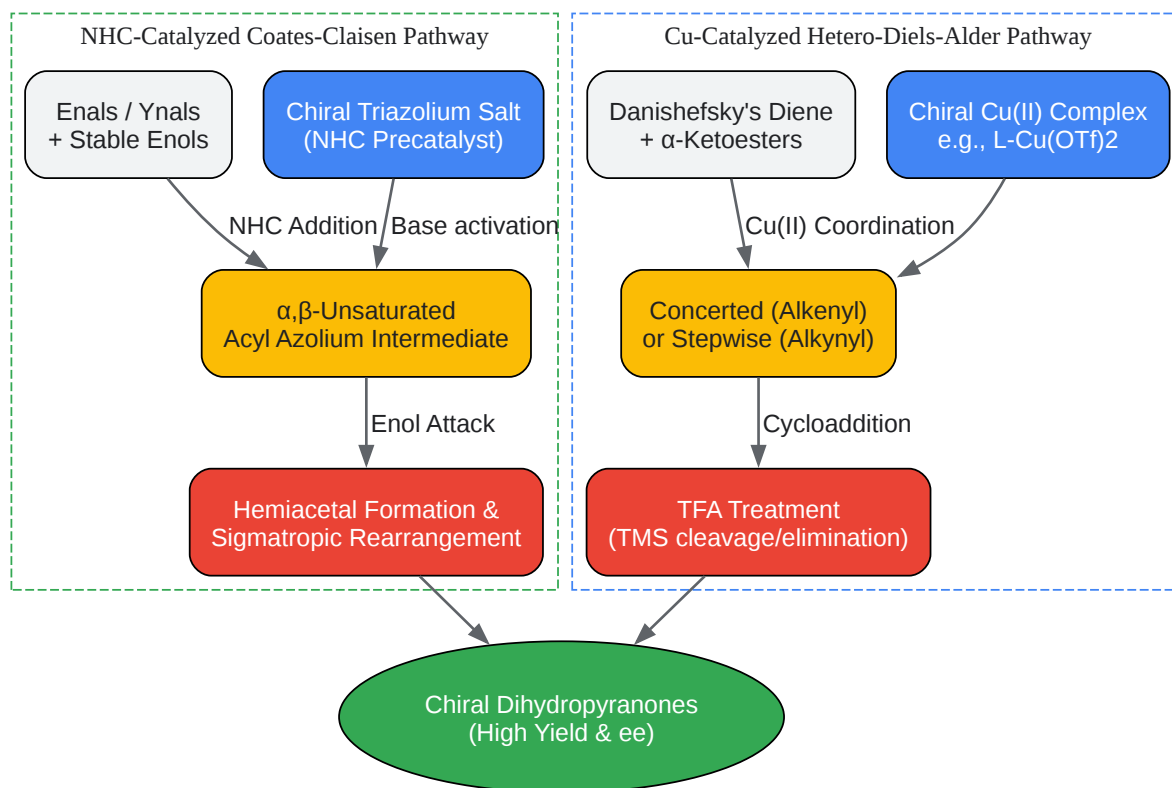 NHC-Catalyzed Coates-Claisen Pathway
Cu-Catalyzed Hetero-Diels-Alder Pathway
Enals / Ynals
+ Stable Enols
Chiral Triazolium Salt
(NHC Precatalyst)
Danishefsky's Diene
+ α-Ketoesters
Chiral Cu(II) Complex
e.g., L-Cu(OTf)2
NHC Addition
Base activation
Cu(II) Coordination
α,β-Unsaturated
Acyl Azolium Intermediate
Concerted (Alkenyl)
or Stepwise (Alkynyl)
Enol Attack
Cycloaddition
Hemiacetal Formation &
Sigmatropic Rearrangement
TFA Treatment
(TMS cleavage/elimination)
Chiral Dihydropyranones
(High Yield & ee)